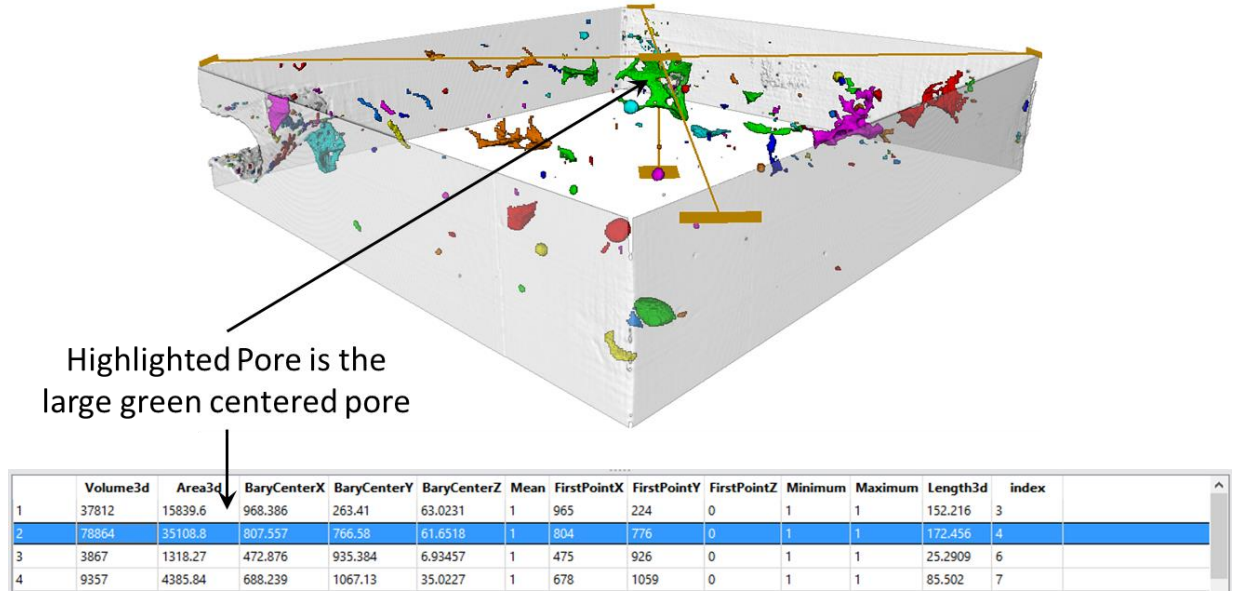 Highlighted Pore is the
large green centered pore
Volume3d Area3d BaryCenterX BaryCenterY BaryCenterZ Mean FirstPointX FirstPointY FirstPointZ Minimum Maximum Length3d index
1 37812 15839.6 968.386 263.41 63.0231 1 965 224 0 1 1 152.216 3
2 78864 35108.8 807.557 766.58 61.6518 1 804 776 0 1 1 172.456 4
3 3867 1318.27 472.876 935.384 6.93457 1 475 926 0 1 1 25.2909 6
4 9357 4385.84 688.239 1067.13 35.0227 1 678 1059 0 1 1 85.502 7